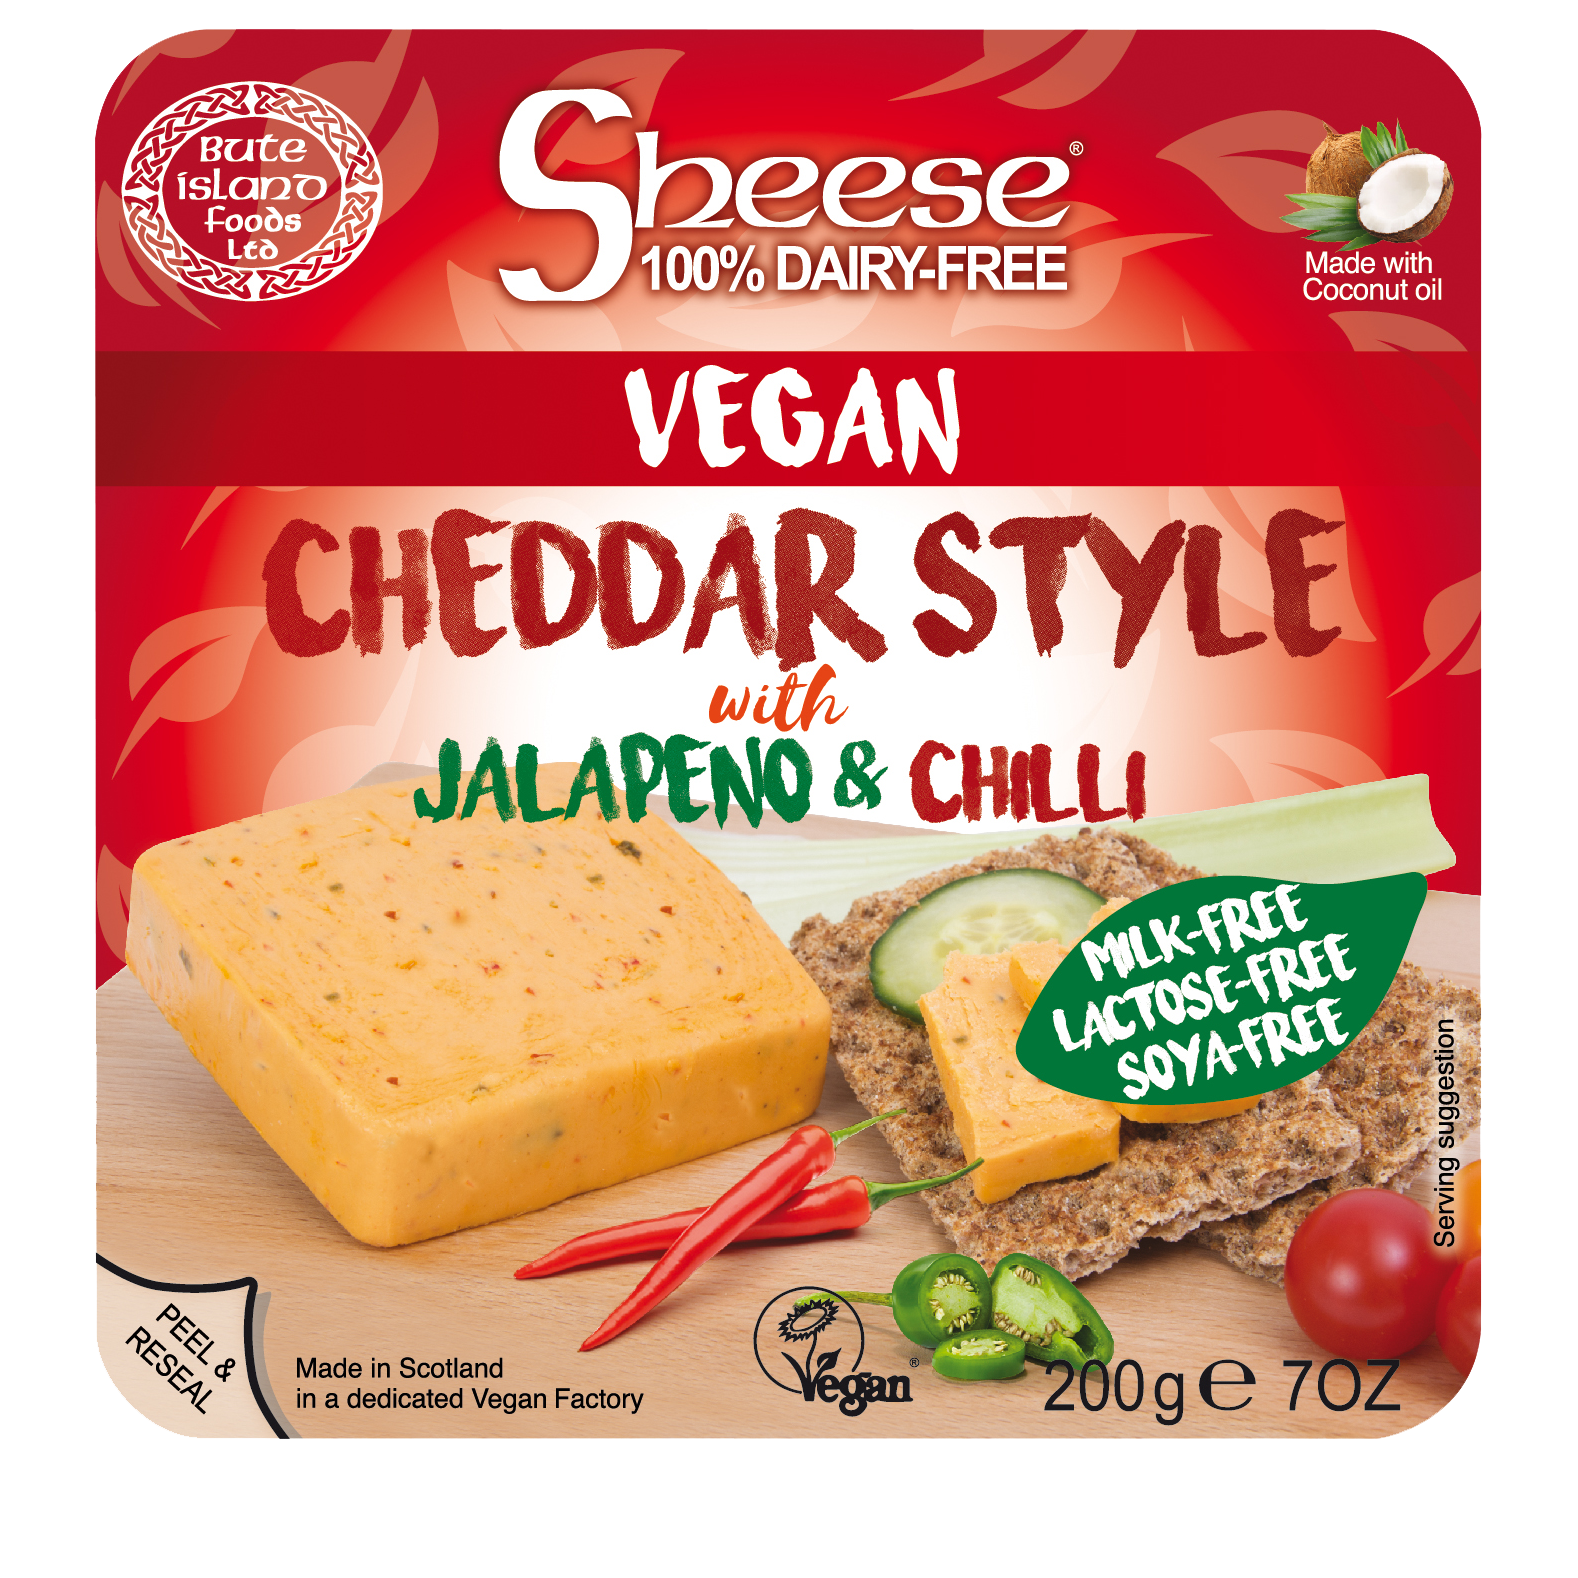 Bute
island
foods
Ltd
Sheese®
100% DAIRY-FREE
Made with
Coconut oil
VEGAN
CHEDDAR STYLE
with
JALAPENO & CHILLI
MILK-FREE
LACTOSE-FREE
SOYA-FREE
Serving suggestion
PEEL &
RESEAL
Made in Scotland
in a dedicated Vegan Factory
Vegan®
200g ℮ 7OZ